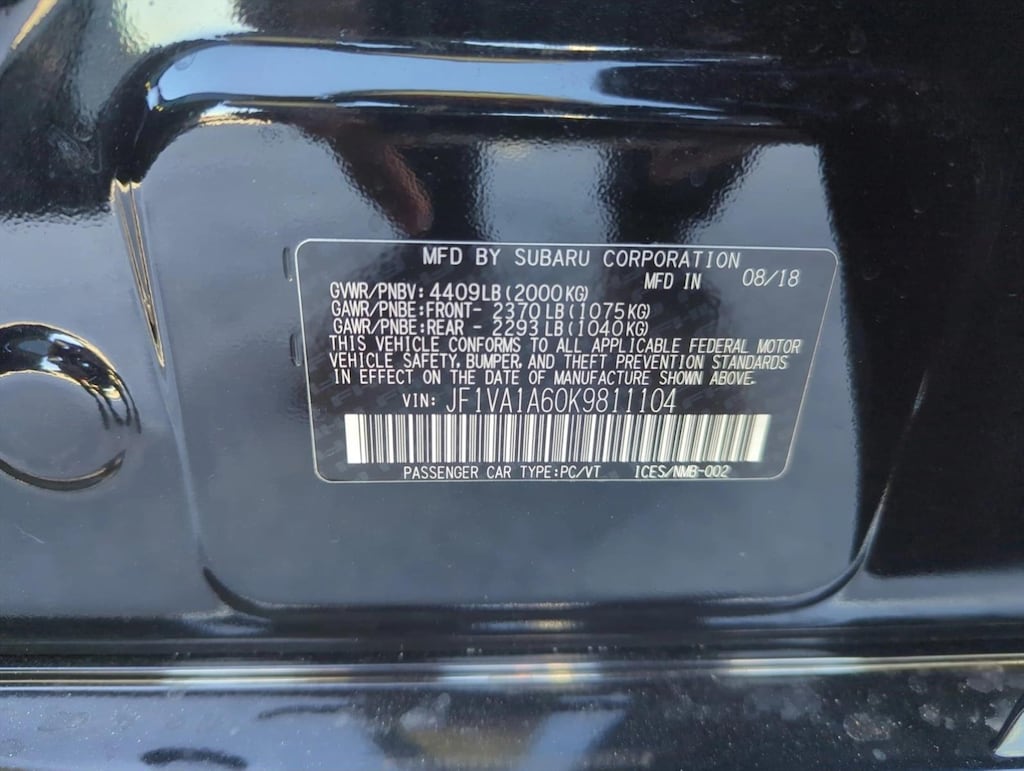 MFD BY SUBARU CORPORATION
MFD IN 08/18
GVWR/PNBV: 4409LB (2000KG)
GAWR/PNBE: FRONT- 2370 LB (1075KG)
GAWR/PNBE: REAR - 2293 LB (1040KG)
THIS VEHICLE CONFORMS TO ALL APPLICABLE FEDERAL MOTOR
VEHICLE SAFETY, BUMPER, AND THEFT PREVENTION STANDARDS
IN EFFECT ON THE DATE OF MANUFACTURE SHOWN ABOVE.
VIN: JF1VA1A60K9811104
PASSENGER CAR TYPE:PC/VT ICES/NMB-002